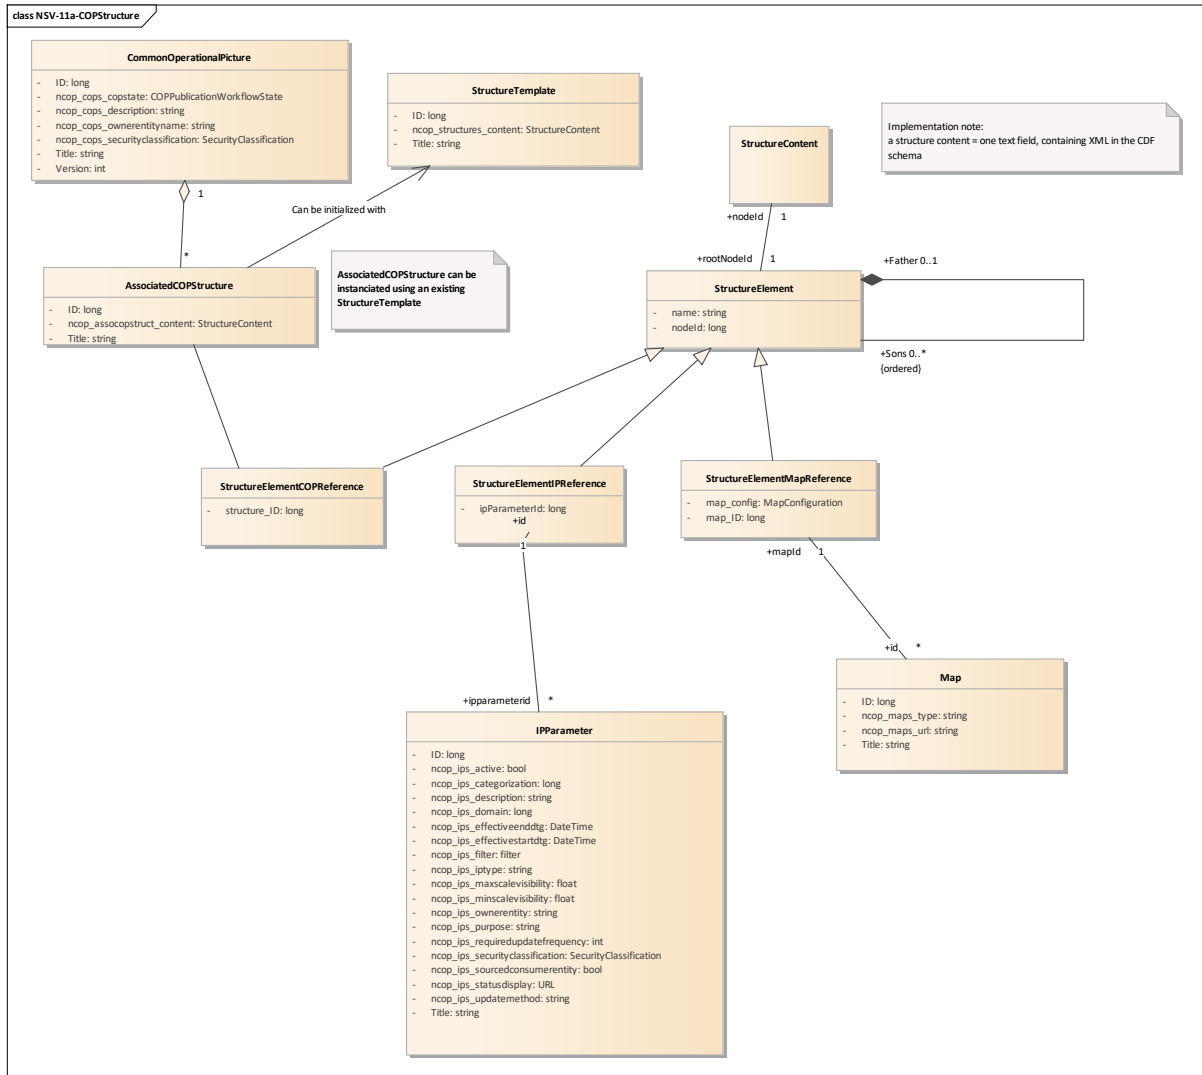 class NSV-11a-COPStructure
CommonOperationalPicture
- ID: long
- ncop_cops_copstate: COPPublicationWorkflowState
- ncop_cops_description: string
- ncop_cops_ownerentityname: string
- ncop_cops_securityclassification: SecurityClassification
- Title: string
- Version: int
StructureTemplate
- ID: long
- ncop_structures_content: StructureContent
- Title: string
Implementation note:
a structure content = one text field, containing XML in the CDF
schema
StructureContent
1
Can be initialized with
+nodeId 1
*
+rootNodeId 1
AssociatedCOPStructure can be
instanciated using an existing
StructureTemplate
AssociatedCOPStructure
- ID: long
- ncop_assocopstruct_content: StructureContent
- Title: string
+Father 0..1
StructureElement
- name: string
- nodeId: long
+Sons 0..*
{ordered}
StructureElementCOPReference
- structure_ID: long
StructureElementIPReference
- ipParameterId: long
+id
1
StructureElementMapReference
- map_config: MapConfiguration
- map_ID: long
+mapId 1
+id *
Map
- ID: long
- ncop_maps_type: string
- ncop_maps_url: string
- Title: string
+ipparameterid *
IPParameter
- ID: long
- ncop_ips_active: bool
- ncop_ips_categorization: long
- ncop_ips_description: string
- ncop_ips_domain: long
- ncop_ips_effectiveenddtg: DateTime
- ncop_ips_effectivestartdtg: DateTime
- ncop_ips_filter: filter
- ncop_ips_iptype: string
- ncop_ips_maxscalevisibility: float
- ncop_ips_minscalevisibility: float
- ncop_ips_ownerentity: string
- ncop_ips_purpose: string
- ncop_ips_requiredupdatefrequency: int
- ncop_ips_securityclassification: SecurityClassification
- ncop_ips_sourcedconsumerentity: bool
- ncop_ips_statusdisplay: URL
- ncop_ips_updatemethod: string
- Title: string